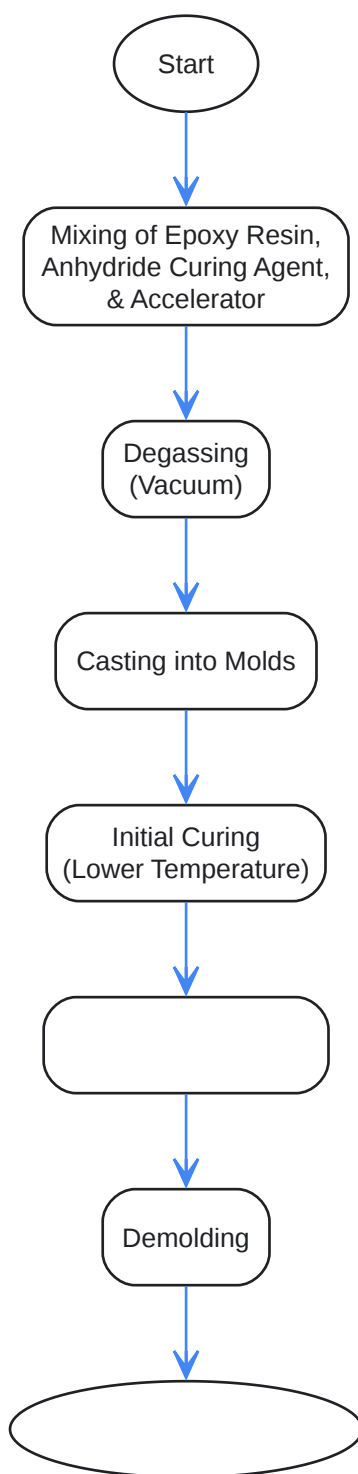 Start
Mixing of Epoxy Resin,
Anhydride Curing Agent,
& Accelerator
Degassing
(Vacuum)
Casting into Molds
Initial Curing
(Lower Temperature)
Demolding